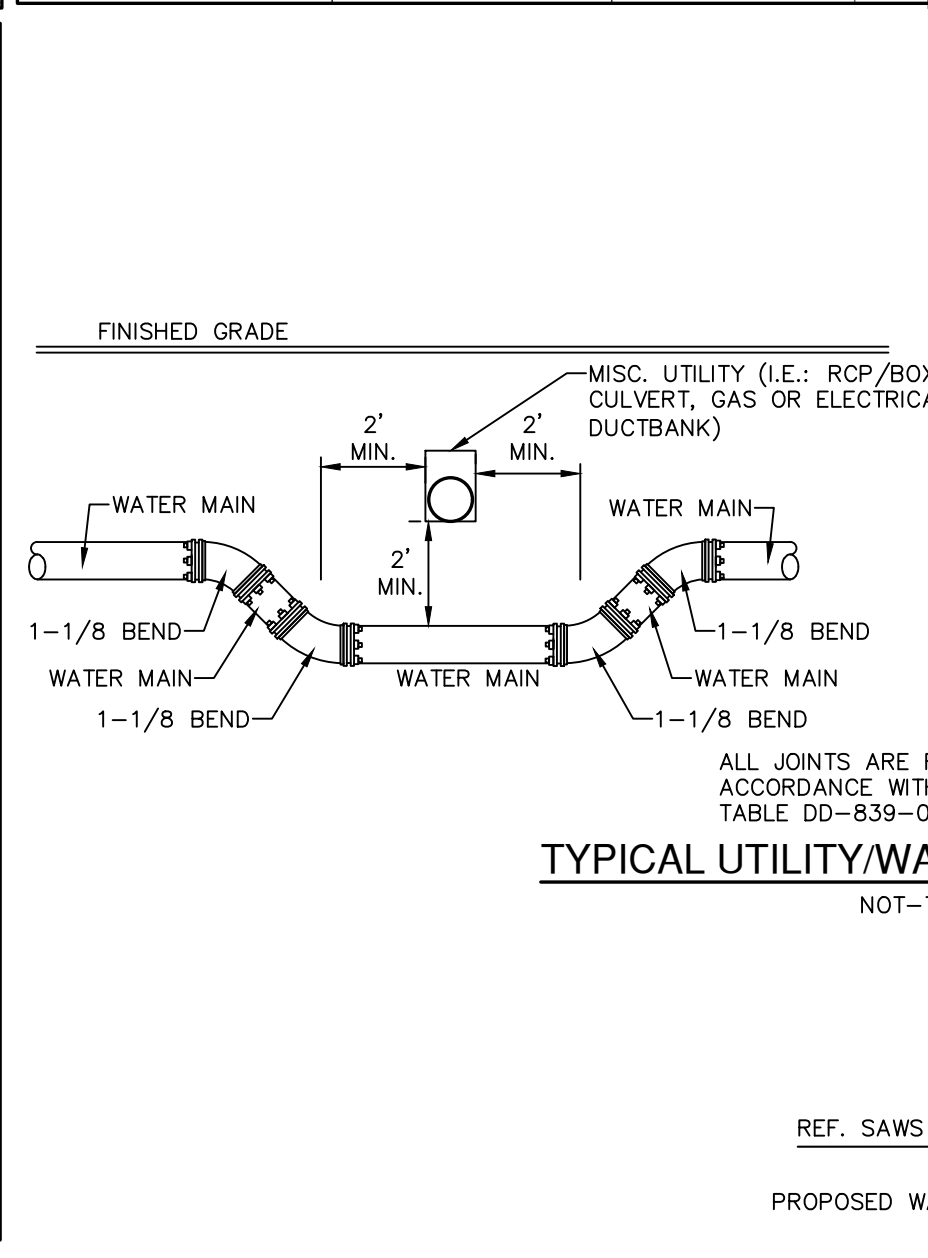 FINISHED GRADE
MISC. UTILITY (I.E.: RCP/BOX
CULVERT, GAS OR ELECTRICA
DUCTBANK)
2'
MIN.
2'
MIN.
WATER MAIN
WATER MAIN
2'
MIN.
1-1/8 BEND
1-1/8 BEND
WATER MAIN
WATER MAIN
WATER MAIN
1-1/8 BEND
1-1/8 BEND
ALL JOINTS ARE
ACCORDANCE WITH
TABLE DD-839-0
TYPICAL UTILITY/WA
NOT-
REF. SAWS
PROPOSED WA